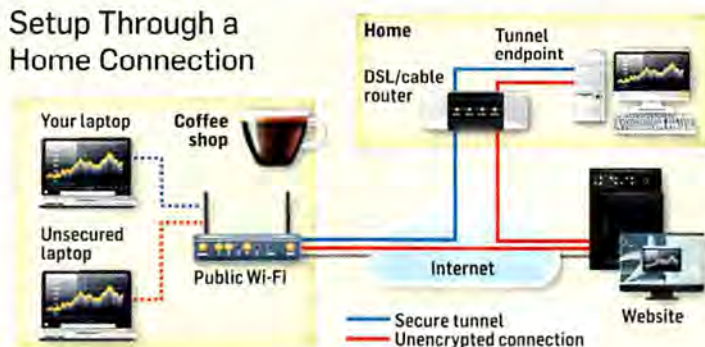 Setup Through a
Home Connection
Home
Tunnel
endpoint
DSL/cable
router
Your laptop
Coffee
shop
Unsecured
laptop
Public Wi-Fi
Internet
Website
Secure tunnel
Unencrypted connection